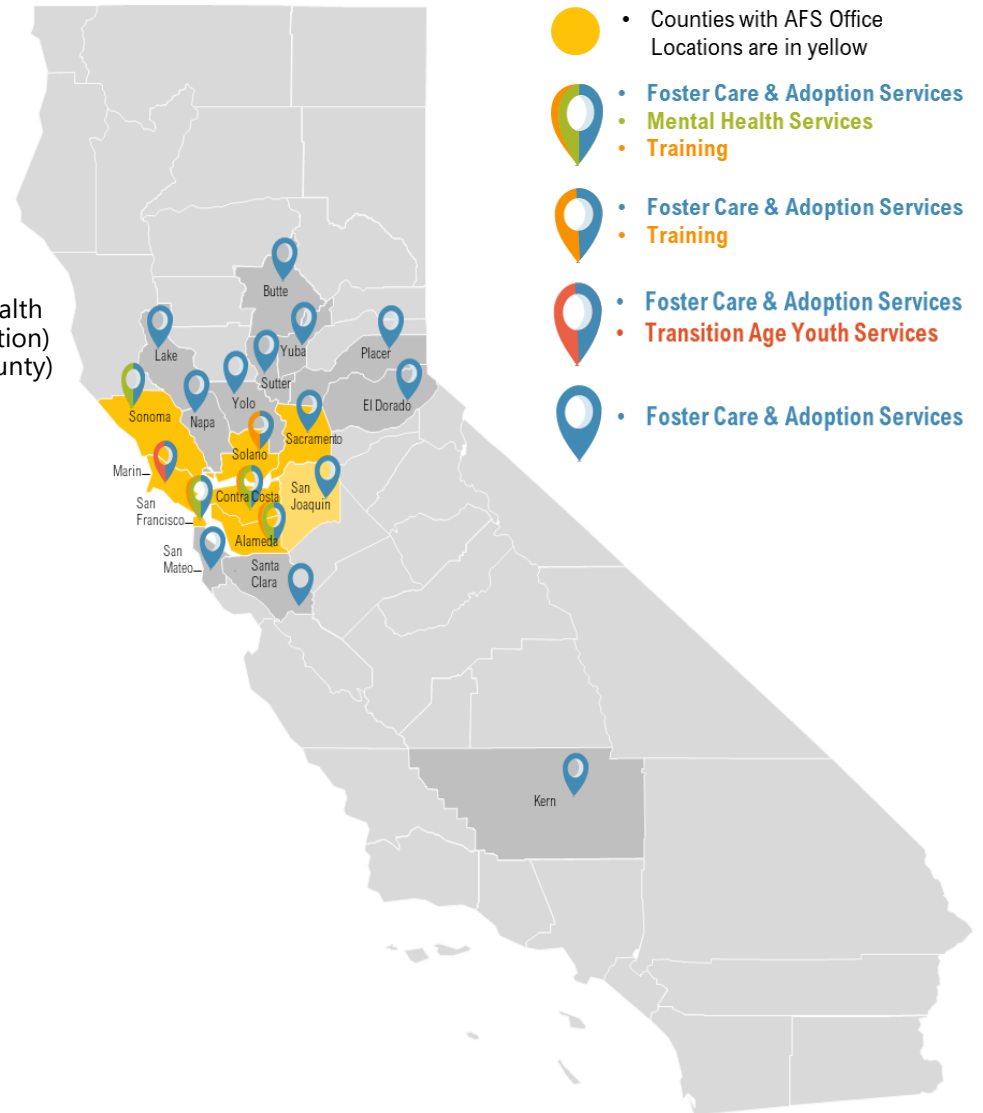 • Counties with AFS Office
Locations are in yellow
• Foster Care & Adoption Services
• Mental Health Services
• Training
• Foster Care & Adoption Services
• Training
• Foster Care & Adoption Services
• Transition Age Youth Services
• Foster Care & Adoption Services
alth
tion)
unty)
Butte
Lake
Yuba
Placer
Sutter
Yolo
El Dorado
Sonoma
Napa
Sacramento
Solano
Marin
San
Joaquin
Contra Costa
San
Francisco
Alameda
San
Mateo
Santa
Clara
Kern